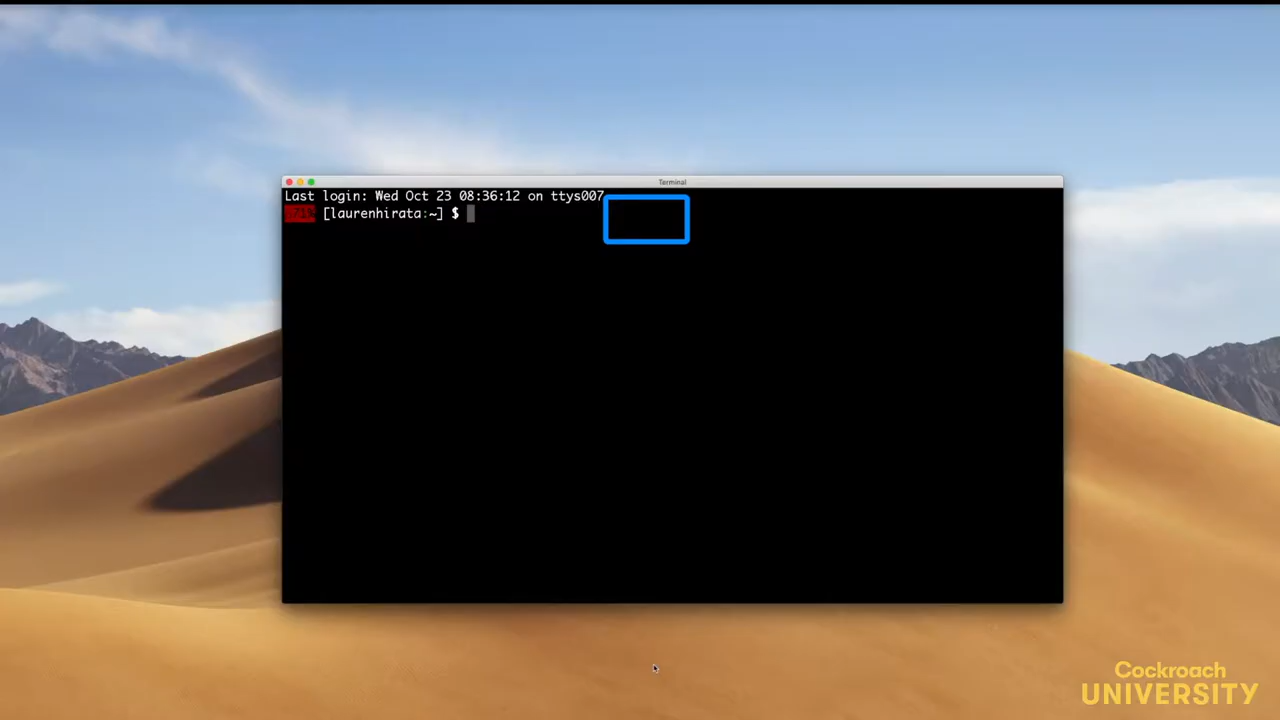 Terminal
Last login: Wed Oct 23 08:36:12 on ttys007
[laurenhirata:~] $
Cockroach
UNIVERSITY